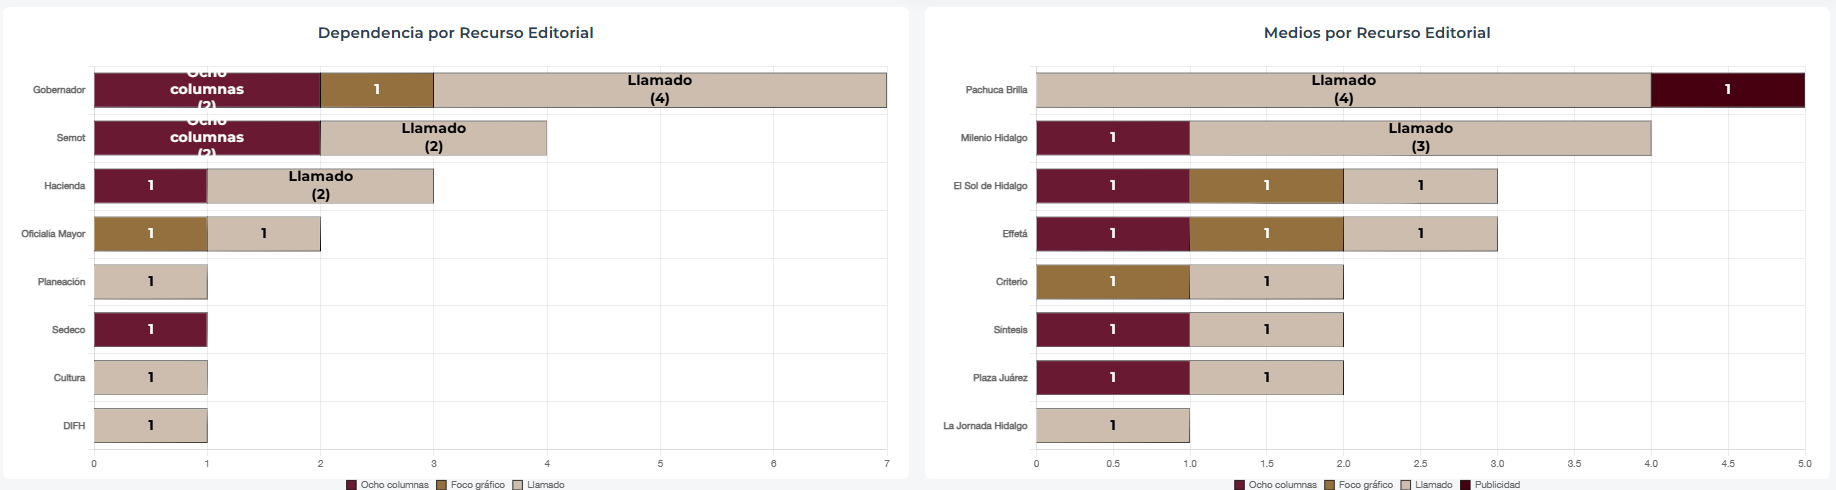 Dependencia por Recurso Editorial
Gobernador
Ocho
columnas
(2)
1
Llamado
(4)
Semot
Ocho
columnas
(2)
Llamado
(2)
Hacienda
1
Llamado
(2)
Oficialía Mayor
1
1
Planeación
1
Sedeco
1
Cultura
1
DIFH
1
0 1 2 3 4 5 6 7
Ocho columnas Foco gráfico Llamado
Medios por Recurso Editorial
Pachuca Brilla
Llamado
(4)
1
Milenio Hidalgo
1
Llamado
(3)
El Sol de Hidalgo
1
1
1
Effetá
1
1
1
Criterio
1
1
Síntesis
1
1
Plaza Juárez
1
1
La Jornada Hidalgo
1
0 0.5 1.0 1.5 2.0 2.5 3.0 3.5 4.0 4.5 5.0
Ocho columnas Foco gráfico Llamado Publicidad